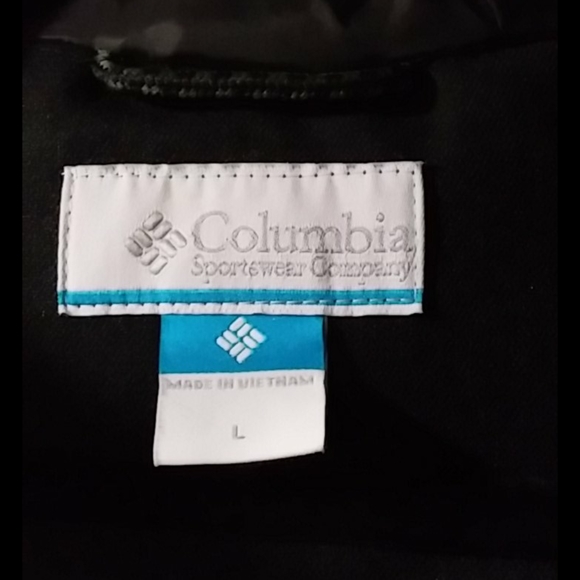 Columbia
Sportswear Company
MADE IN VIETNAM
L